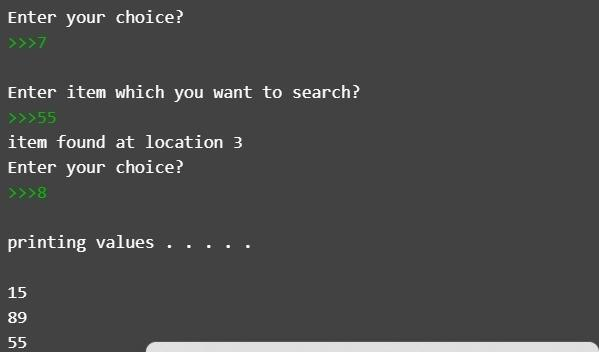 Enter your choice?
>>>7
Enter item which you want to search?
>>>55
item found at location 3
Enter your choice?
>>>8
printing values . . . . .
15
89
55